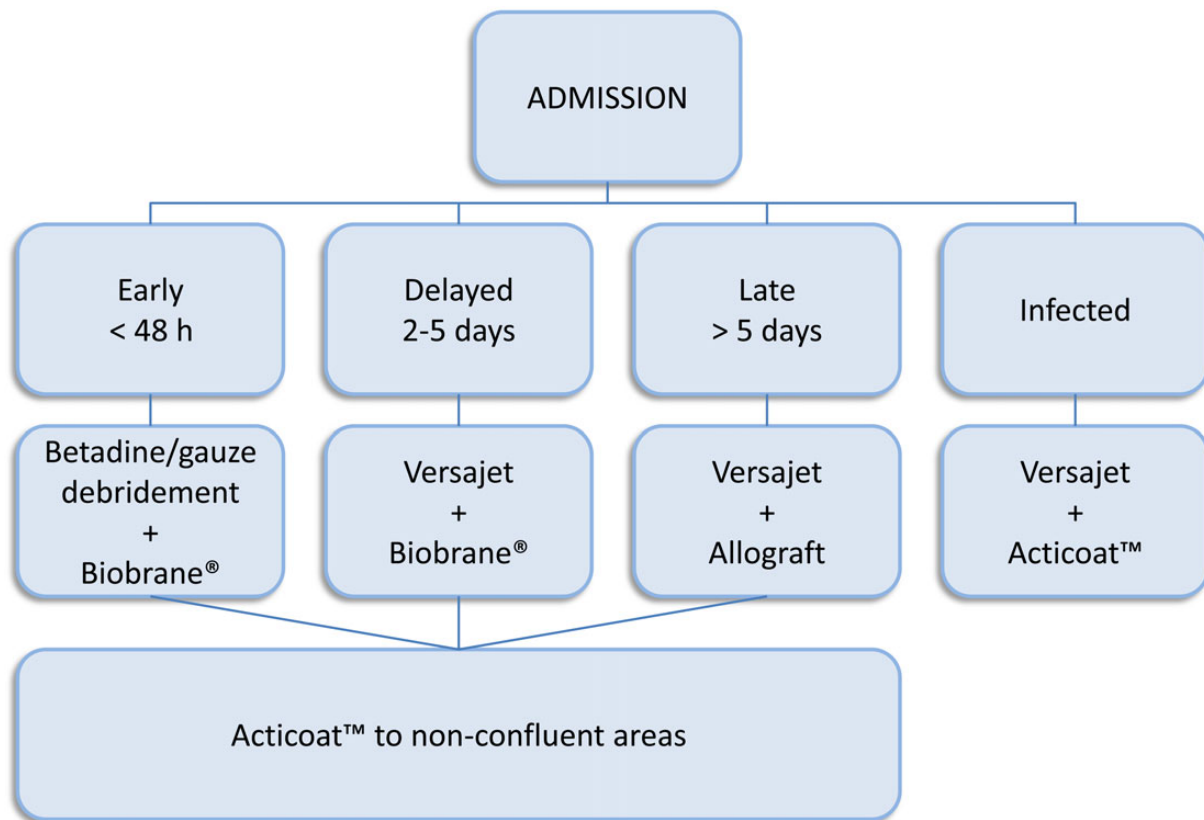 ADMISSION
Early
< 48 h
Delayed
2-5 days
Late
> 5 days
Infected
Betadine/gauze
debridement
+
Biobrane®
Versajet
+
Biobrane®
Versajet
+
Allograft
Versajet
+
Acticoat™
Acticoat™ to non-confluent areas